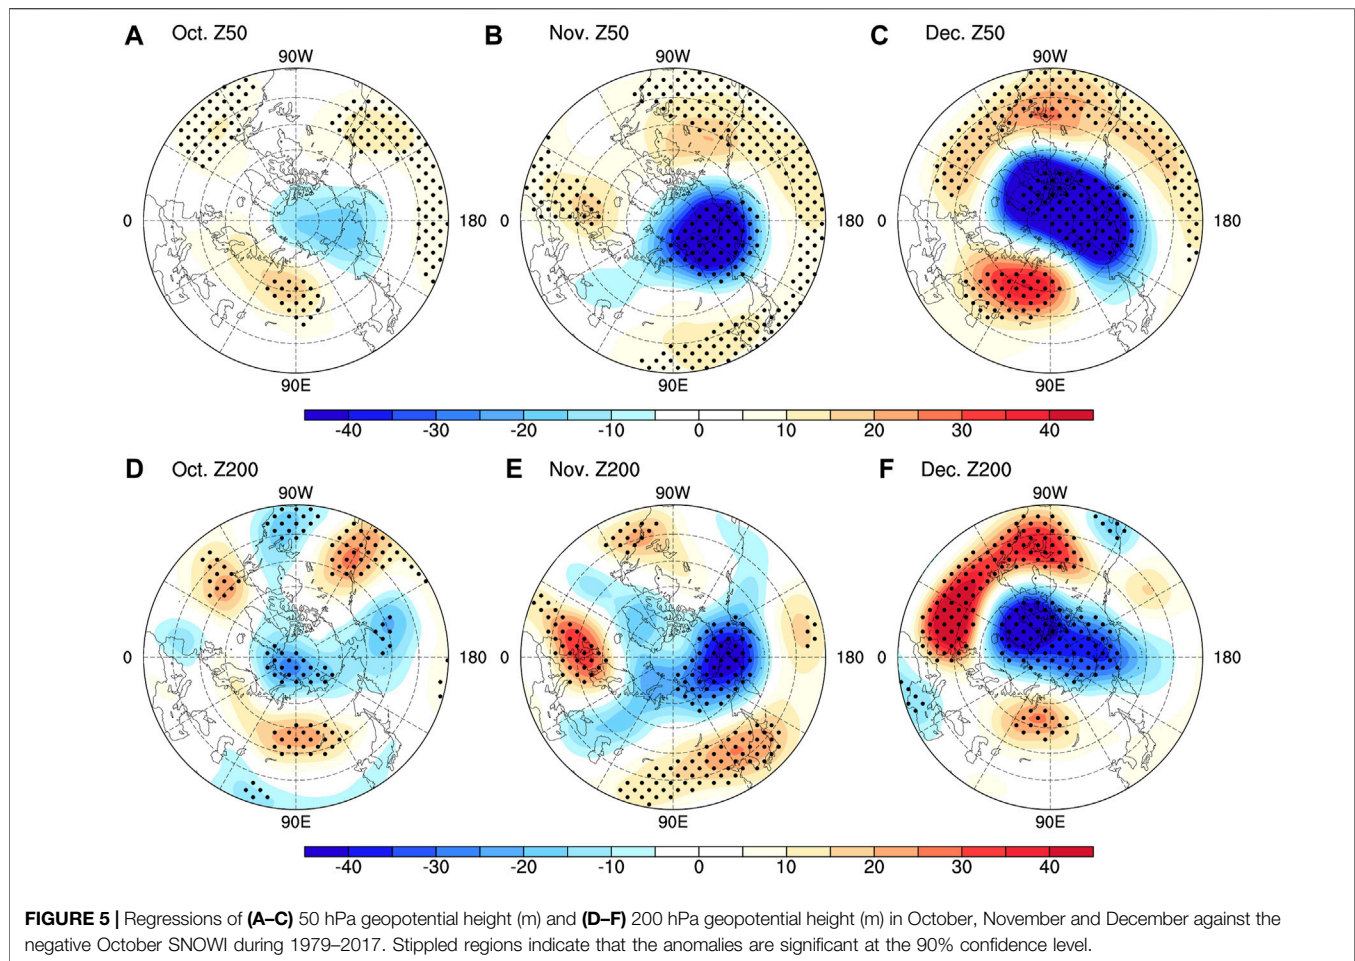 A Oct. Z50
B Nov. Z50
C Dec. Z50
90W
90W
90W
0
180
0
180
0
180
90E
90E
90E
-40 -30 -20 -10 0 10 20 30 40
D Oct. Z200
E Nov. Z200
F Dec. Z200
90W
90W
90W
0
180
0
180
0
180
90E
90E
90E
-40 -30 -20 -10 0 10 20 30 40
FIGURE 5 | Regressions of (A–C) 50 hPa geopotential height (m) and (D–F) 200 hPa geopotential height (m) in October, November and December against the
negative October SNOWI during 1979–2017. Stippled regions indicate that the anomalies are significant at the 90% confidence level.